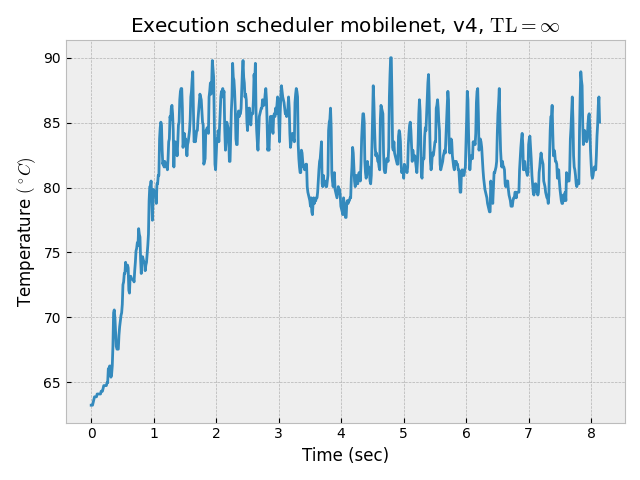 Execution scheduler mobilenet, v4, TL = ∞
90
85
80
75
70
65
Temperature (°C)
0 1 2 3 4 5 6 7 8
Time (sec)